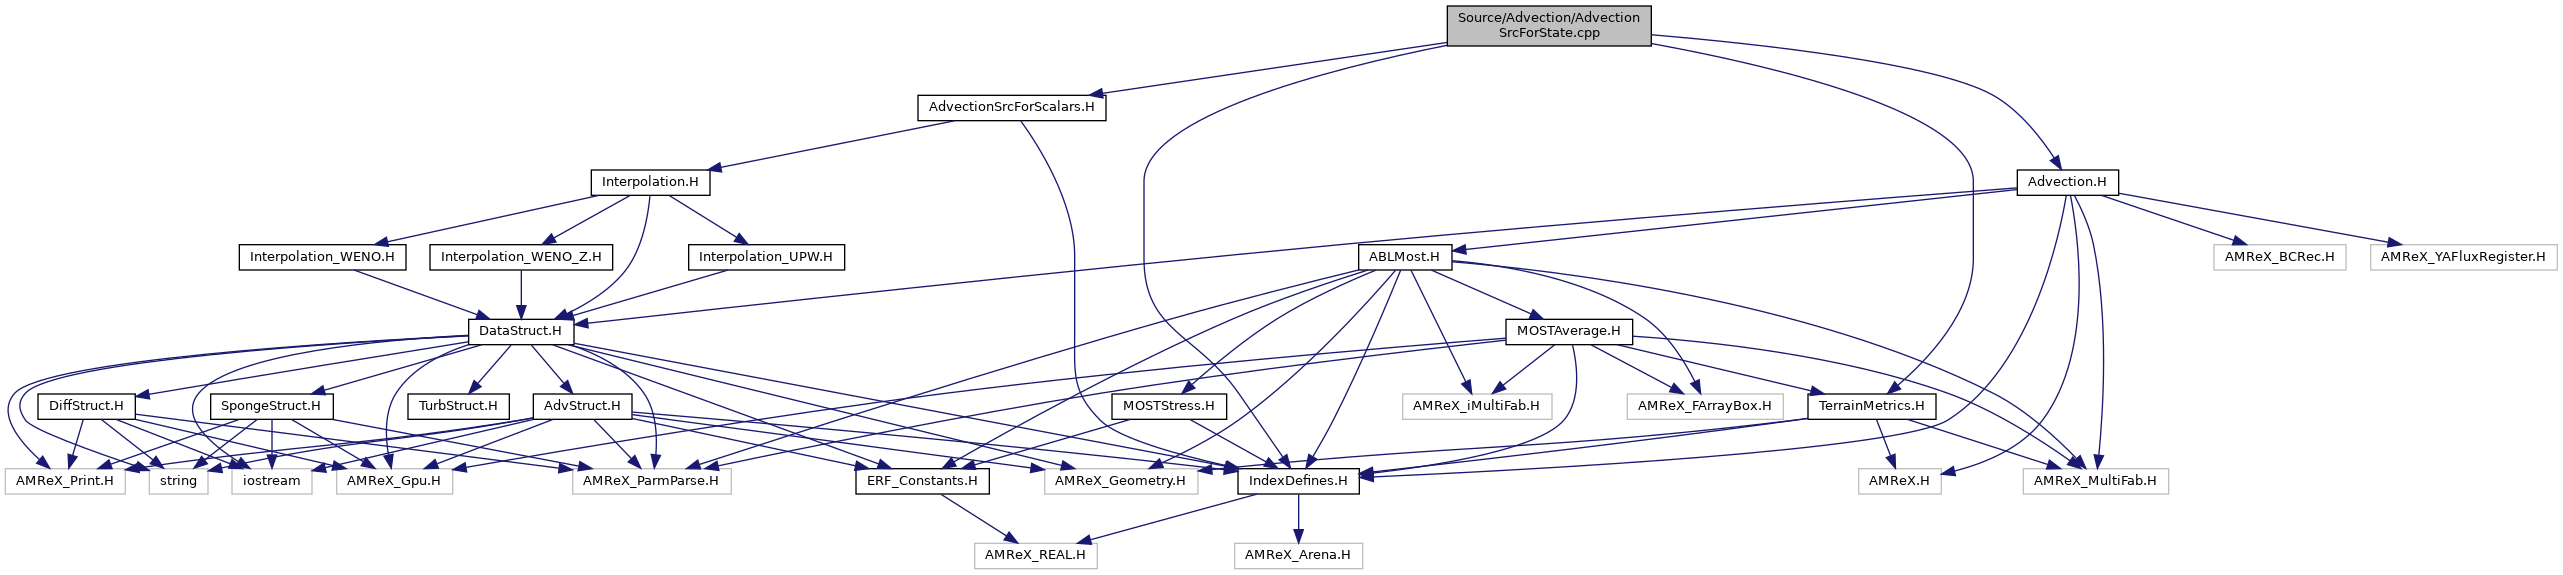 Source/Advection/Advection
SrcForState.cpp
AdvectionSrcForScalars.H
Interpolation.H
Advection.H
Interpolation_WENO.H
Interpolation_WENO_Z.H
Interpolation_UPW.H
ABLMost.H
AMReX_BCRec.H
AMReX_YAFluxRegister.H
DataStruct.H
MOSTAverage.H
DiffStruct.H
SpongeStruct.H
TurbStruct.H
AdvStruct.H
MOSTStress.H
AMReX_iMultiFab.H
AMReX_FArrayBox.H
TerrainMetrics.H
AMReX_Print.H
string
iostream
AMReX_Gpu.H
AMReX_ParmParse.H
ERF_Constants.H
AMReX_Geometry.H
IndexDefines.H
AMReX.H
AMReX_MultiFab.H
AMReX_REAL.H
AMReX_Arena.H